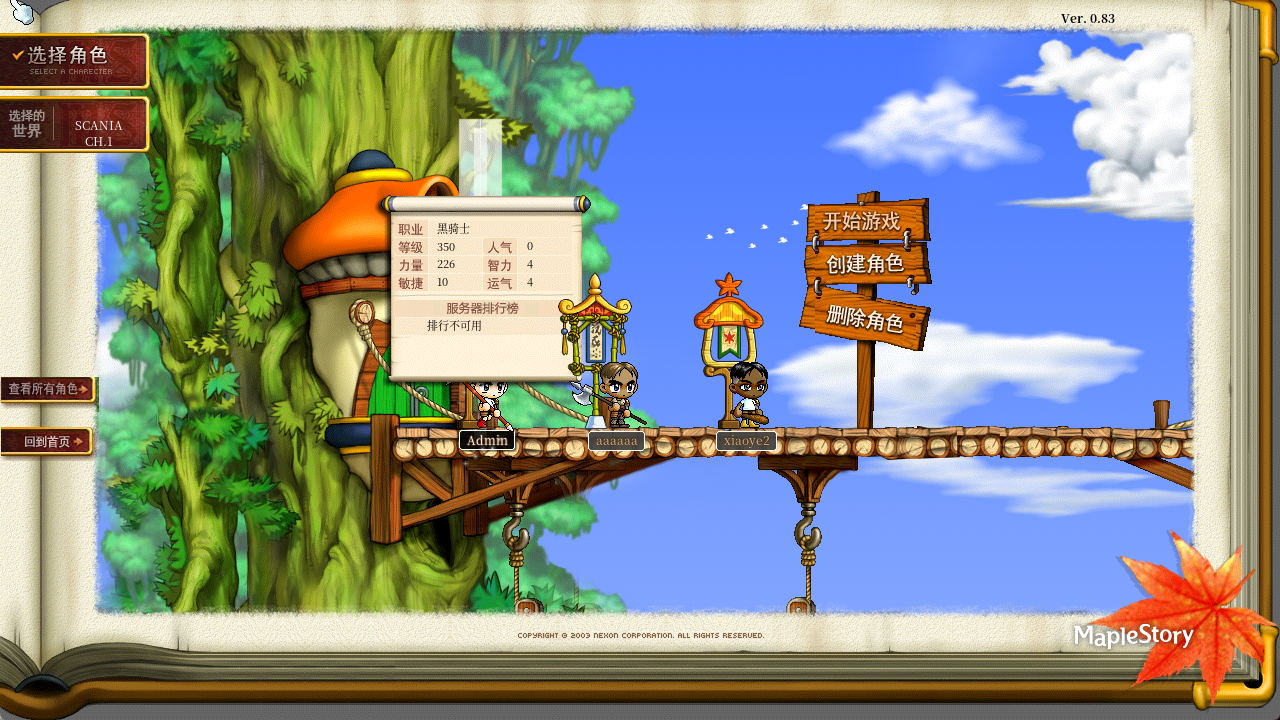 Ver. 0.83
选择角色
SELECT A CHARECTER
选择的
世界
SCANIA
CH.1
职业 黑骑士
等级 350 人气 0
力量 226 智力 4
敏捷 10 运气 4
服务器排行榜
排行不可用
开始游戏
创建角色
删除角色
查看所有角色
回到首页
Admin
aaaaaa
xiaoye2
COPYRIGHT @ 2003 NEXON CORPORATION. ALL RIGHTS RESERVED.
MapleStory